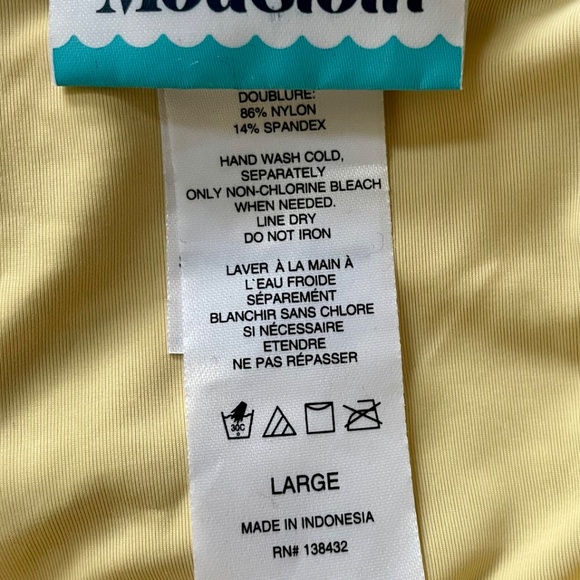 ModCloth
DOUBLURE:
86% NYLON
14% SPANDEX
HAND WASH COLD,
SEPARATELY
ONLY NON-CHLORINE BLEACH
WHEN NEEDED.
LINE DRY
DO NOT IRON
LAVER À LA MAIN À
L`EAU FROIDE
SÉPARÉMENT
BLANCHIR SANS CHLORE
SI NÉCESSAIRE
ETENDRE
NE PAS RÉPASSER
30C
LARGE
MADE IN INDONESIA
RN# 138432